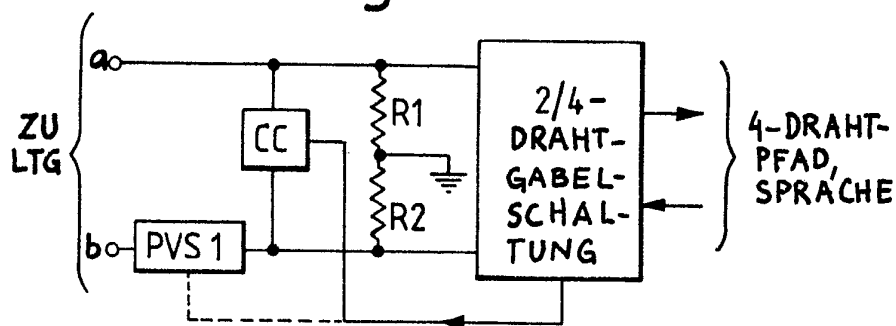 a
ZU
LTG
b
PVS 1
CC
R1
R2
2/4-
DRAHT-
GABEL-
SCHAL-
TUNG
4-DRAHT-
PFAD,
SPRACHE